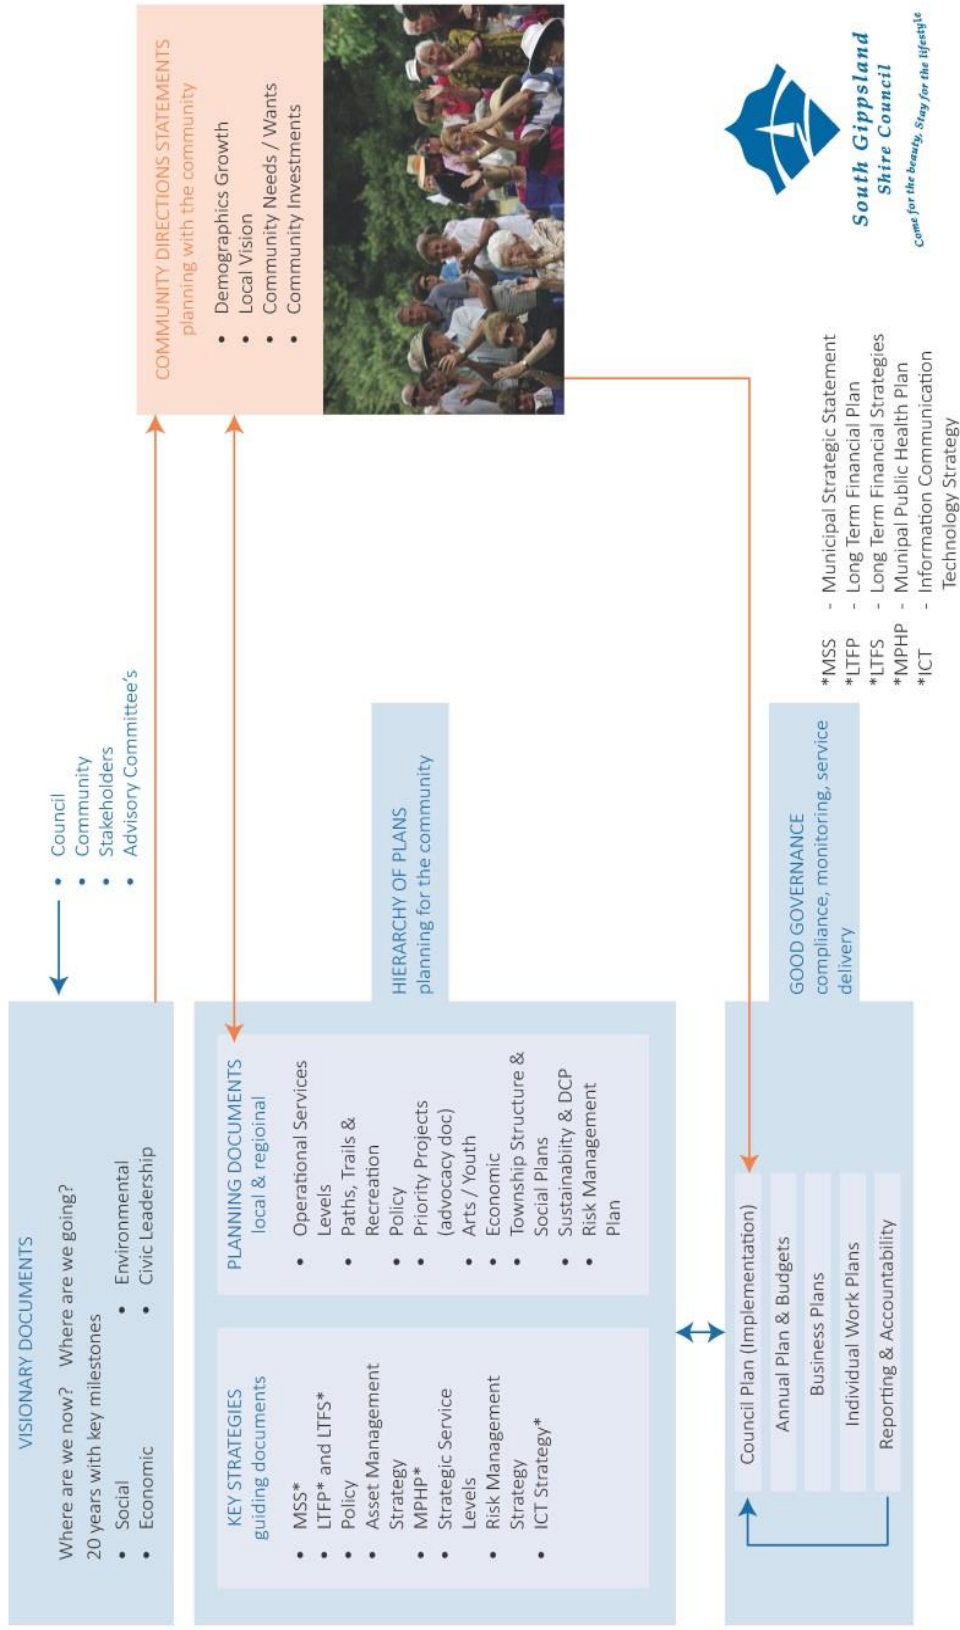 VISIONARY DOCUMENTS
Where are we now?  Where are we going?
20 years with key milestones
• Social
• Environmental
• Economic
• Civic Leadership
• Council
• Community
• Stakeholders
• Advisory Committee's
COMMUNITY DIRECTIONS STATEMENTS
planning with the community
• Demographics Growth
• Local Vision
• Community Needs / Wants
• Community Investments
KEY STRATEGIES
guiding documents
• MSS*
• LTFP* and LTFS*
• Policy
• Asset Management
Strategy
• MPHP*
• Strategic Service
Levels
• Risk Management
Strategy
• ICT Strategy*
PLANNING DOCUMENTS
local & regioinal
• Operational Services
Levels
• Paths, Trails &
Recreation
• Policy
• Priority Projects
(advocacy doc)
• Arts / Youth
• Economic
• Township Structure &
Social Plans
• Sustainabiity & DCP
• Risk Management
Plan
HIERARCHY OF PLANS
planning for the community
Council Plan (Implementation)
Annual Plan & Budgets
Business Plans
Individual Work Plans
Reporting & Accountability
GOOD GOVERNANCE
compliance, monitoring, service
delivery
*MSS - Municipal Strategic Statement
*LTFP - Long Term Financial Plan
*LTFS - Long Term Financial Strategies
*MPHP - Munipal Public Health Plan
*ICT - Information Communication
Technology Strategy
South Gippsland
Shire Council
Come for the beauty, Stay for the lifestyle